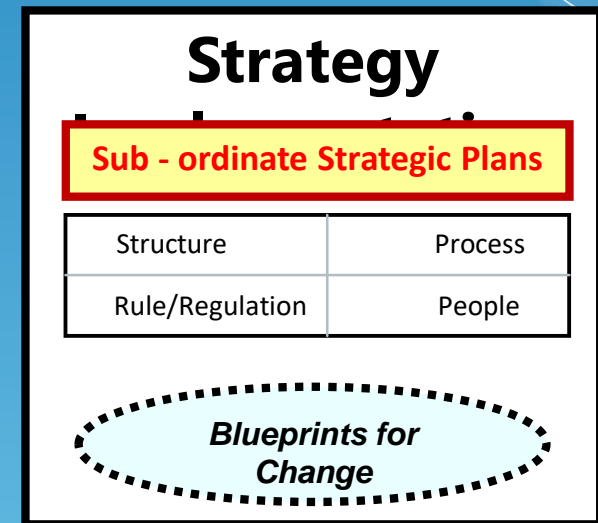 Strategy
Sub - ordinate Strategic Plans
Structure Process
Rule/Regulation People
Blueprints for
Change